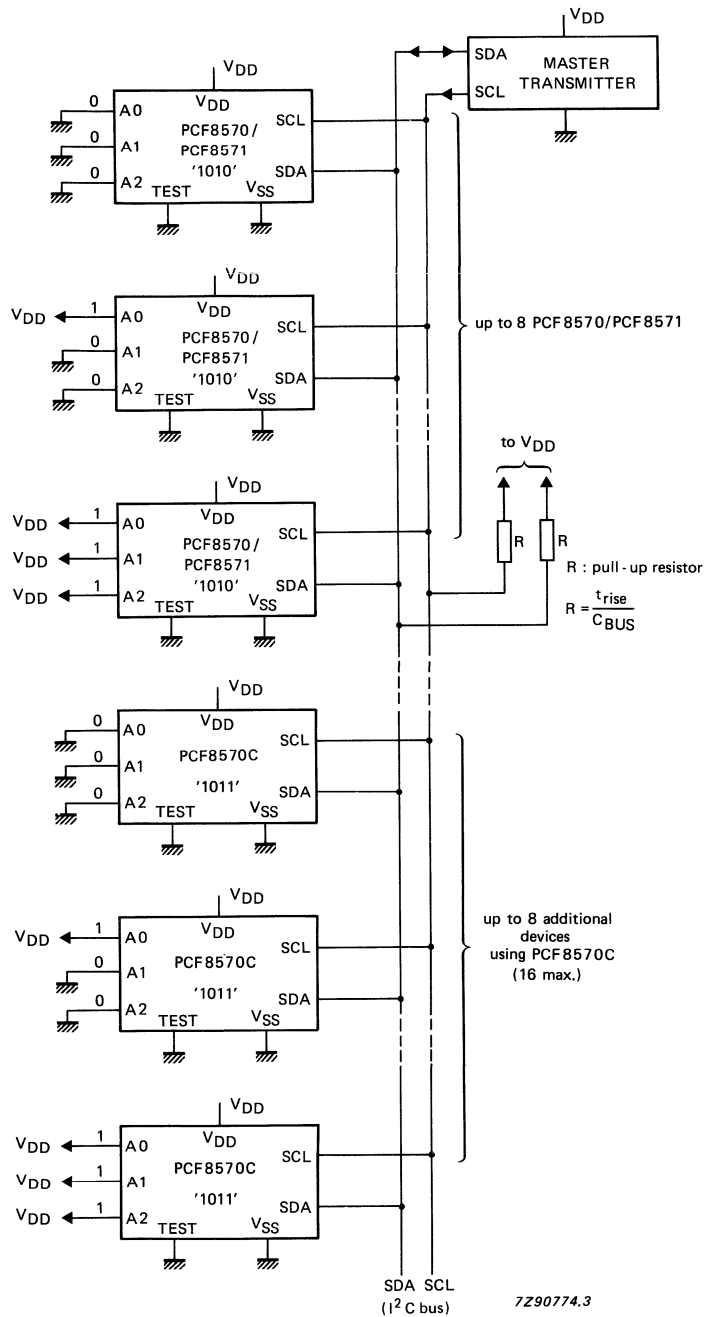 VDD
SDA
MASTER
TRANSMITTER
SCL
VDD
0 A0
VDD
SCL
PCF8570/
PCF8571
0 A1
'1010'
SDA
0 A2
TEST
VSS
up to 8 PCF8570/PCF8571
VDD
VDD 1 A0
VDD
SCL
PCF8570/
PCF8571
0 A1
'1010'
SDA
0 A2
TEST
VSS
to VDD
R
R
R : pull-up resistor
R = trise
CBUS
VDD
VDD 1 A0
VDD
SCL
PCF8570/
PCF8571
VDD 1 A1
'1010'
SDA
VDD 1 A2
TEST
VSS
VDD
0 A0
VDD
SCL
PCF8570C
0 A1
'1011'
SDA
0 A2
TEST
VSS
up to 8 additional
devices
using PCF8570C
(16 max.)
VDD
VDD 1 A0
VDD
SCL
PCF8570C
0 A1
'1011'
SDA
0 A2
TEST
VSS
VDD
VDD 1 A0
VDD
SCL
PCF8570C
VDD 1 A1
'1011'
SDA
VDD 1 A2
TEST
VSS
SDA SCL
(I²C bus)
7Z90774.3